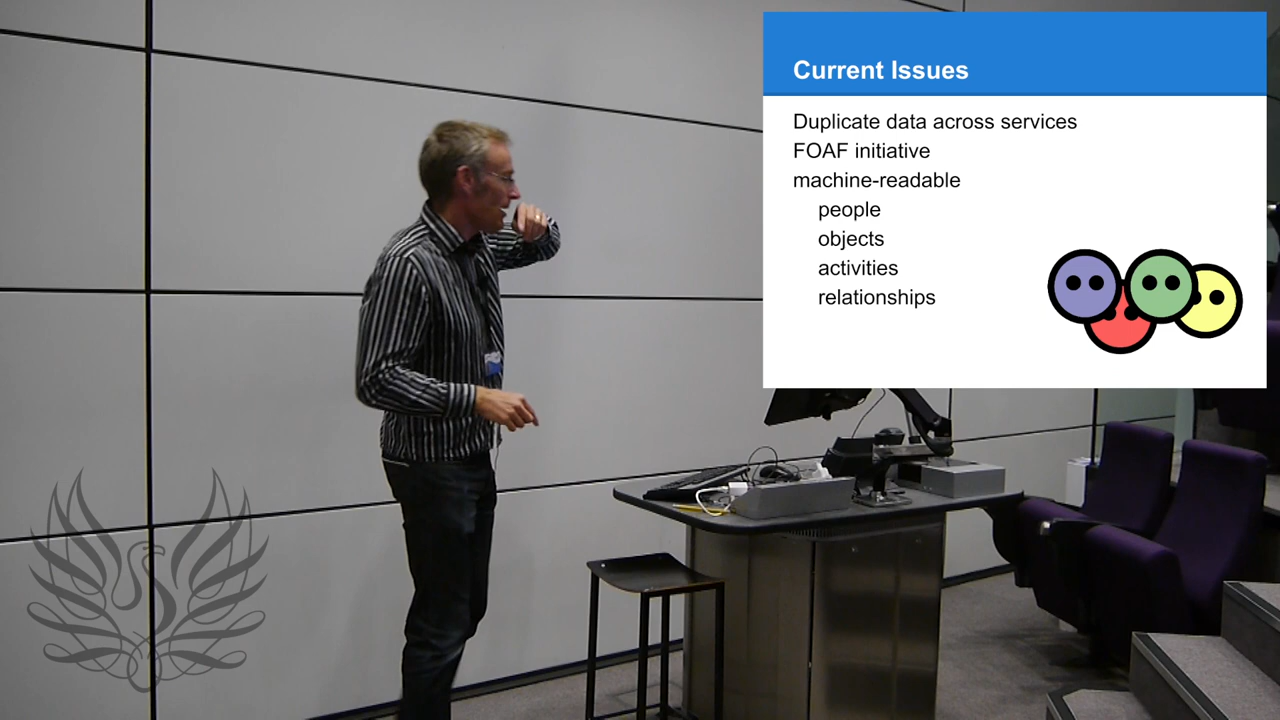 Current Issues
Duplicate data across services
FOAF initiative
machine-readable
people
objects
activities
relationships